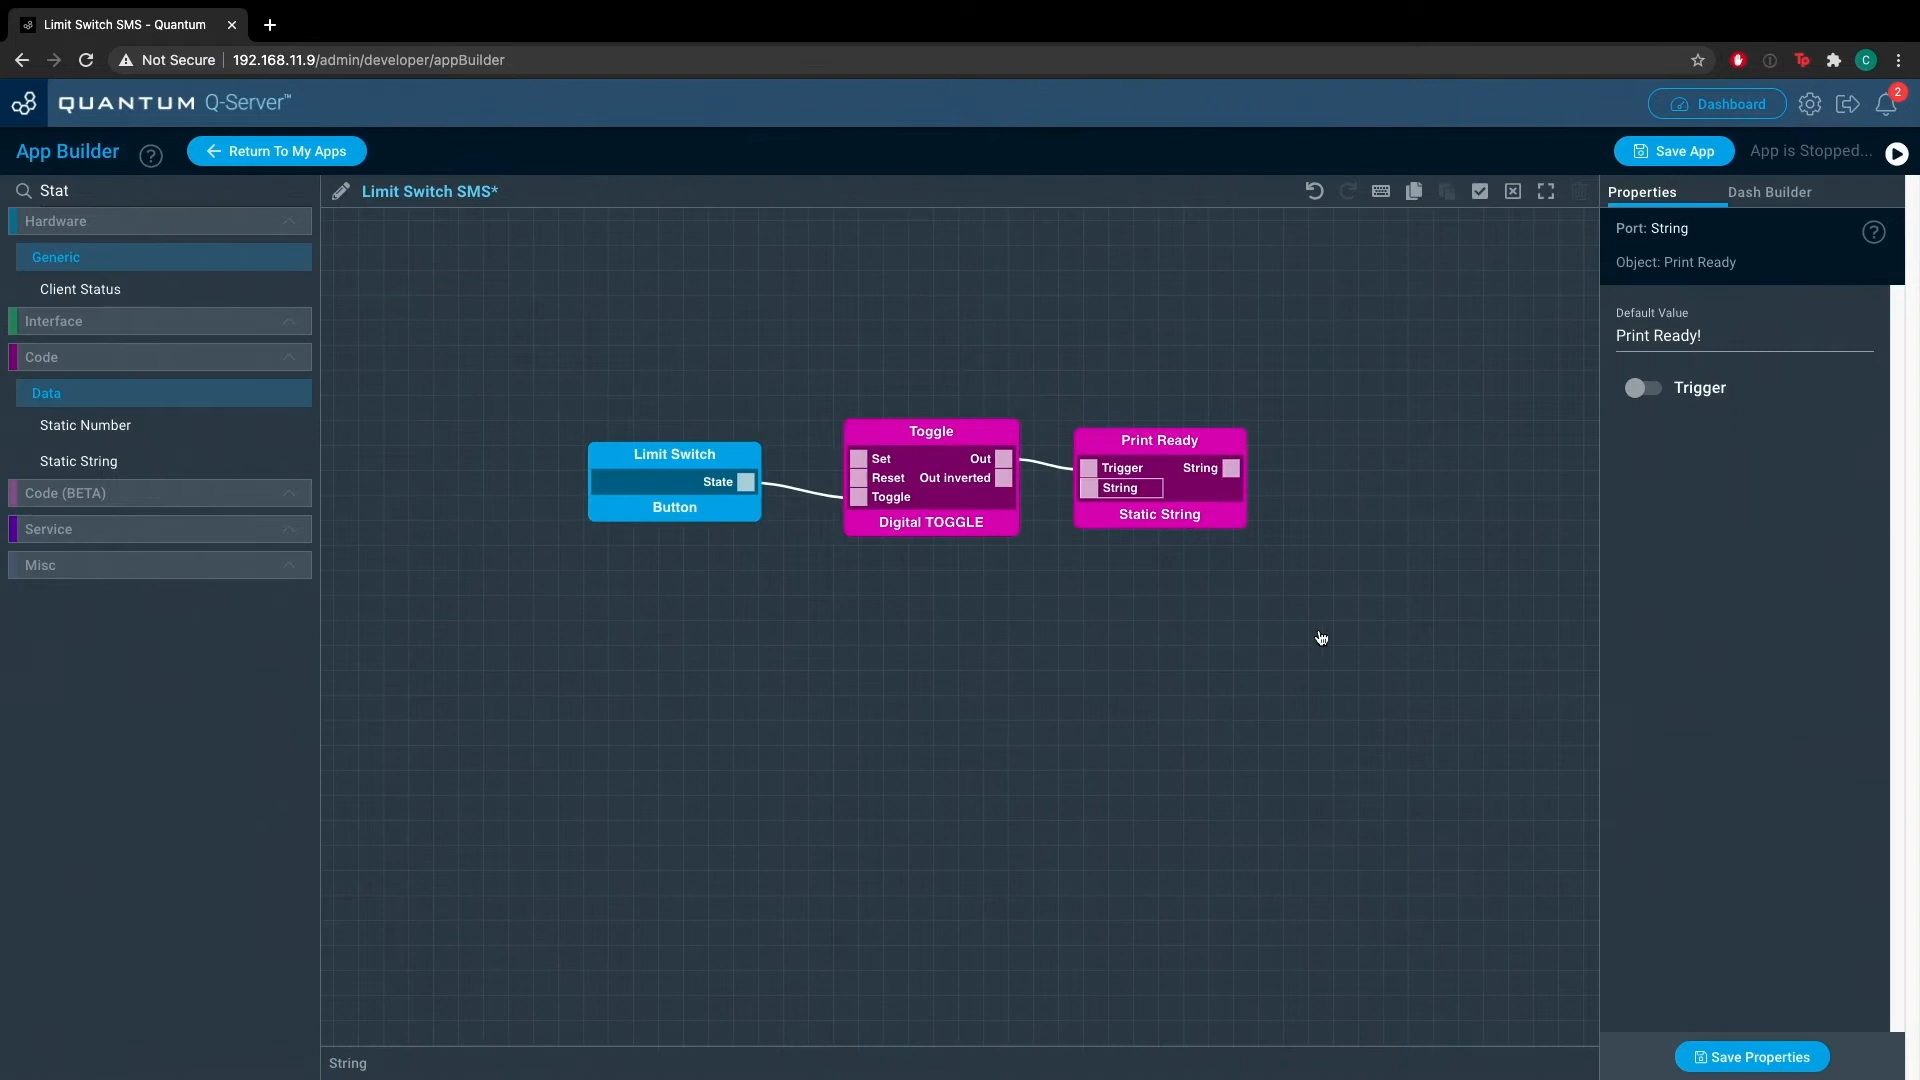 Limit Switch SMS - Quantum
Not Secure
192.168.11.9/admin/developer/appBuilder
Tp
C
QUANTUM Q-Server™
Dashboard
2
App Builder
?
Return To My Apps
Save App
App is Stopped...
Stat
Limit Switch SMS*
Properties
Dash Builder
Hardware
Generic
Client Status
Interface
Code
Data
Static Number
Static String
Code (BETA)
Service
Misc
Port: String
?
Object: Print Ready
Default Value
Print Ready!
Trigger
Limit Switch
State
Button
Toggle
Set Out
Reset Out inverted
Toggle
Digital TOGGLE
Print Ready
Trigger String
String
Static String
String
Save Properties